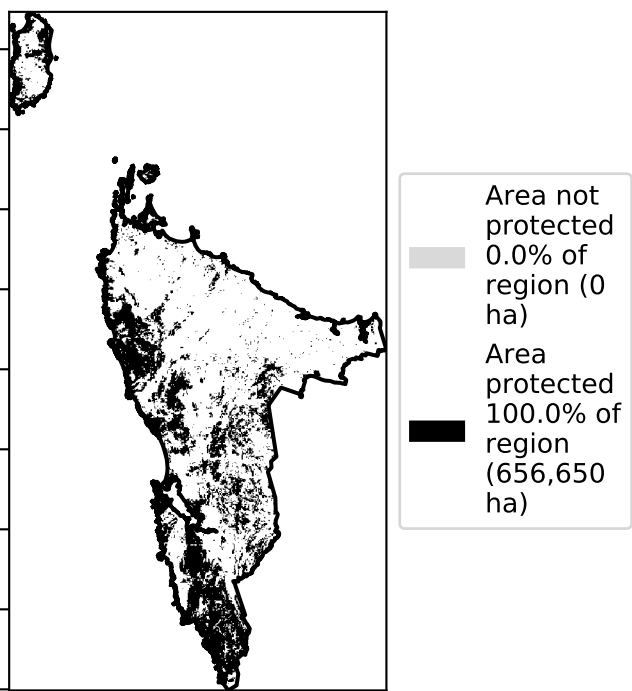 Area not
protected
0.0% of
region (0
ha)
Area
protected
100.0% of
region
(656,650
ha)